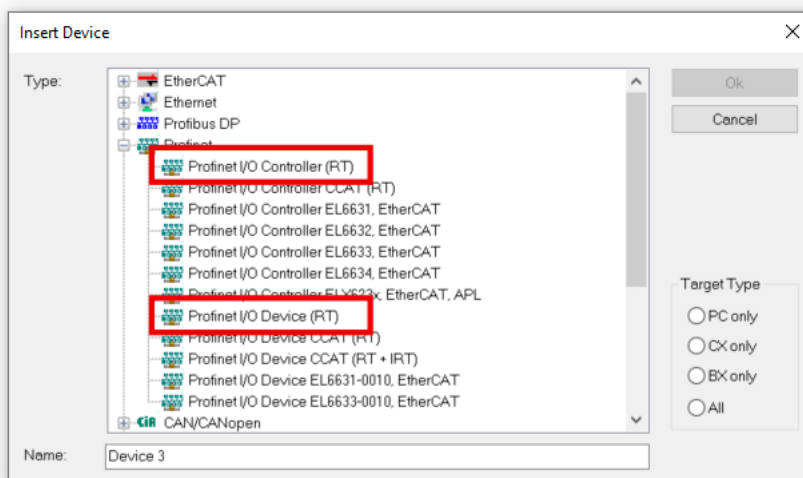 Insert Device
Type:
EtherCAT
Ethernet
Profibus DP
Profinet
Profinet I/O Controller (RT)
Profinet I/O Controller CCAT (RT)
Profinet I/O Controller EL6631, EtherCAT
Profinet I/O Controller EL6632, EtherCAT
Profinet I/O Controller EL6633, EtherCAT
Profinet I/O Controller EL6634, EtherCAT
Profinet I/O Controller ELX623x, EtherCAT, APL
Profinet I/O Device (RT)
Profinet I/O Device CCAT (RT)
Profinet I/O Device CCAT (RT + IRT)
Profinet I/O Device EL6631-0010, EtherCAT
Profinet I/O Device EL6633-0010, EtherCAT
CiA CAN/CANopen
Ok
Cancel
Target Type
PC only
CX only
BX only
All
Name:
Device 3